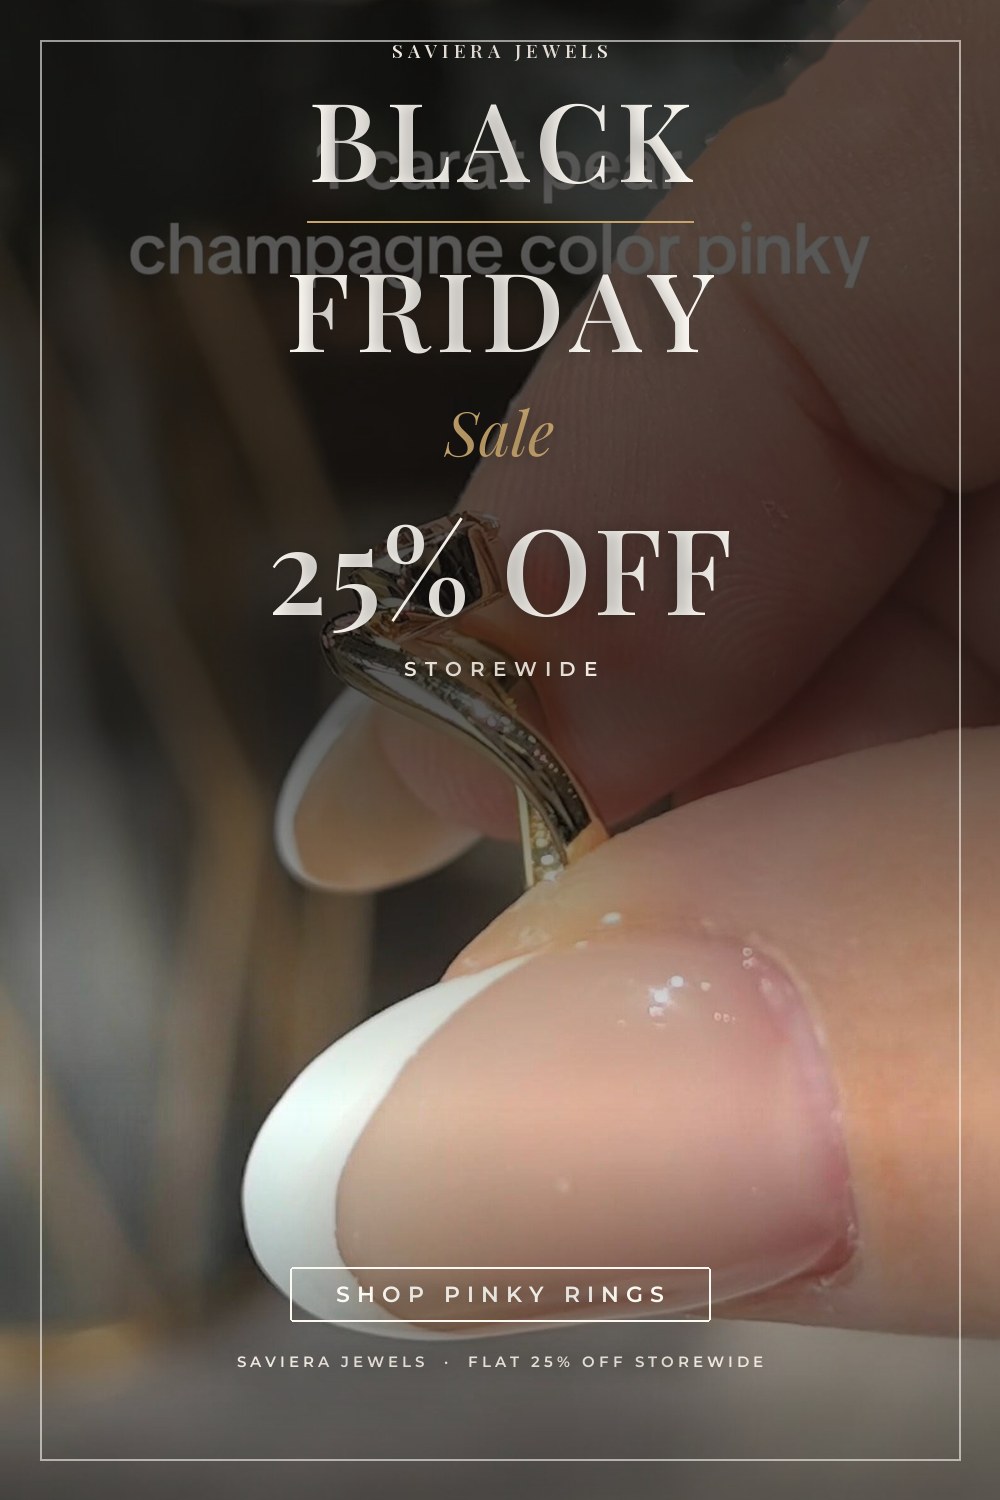 SAVIERA JEWELS
BLACK
1 carat pear
champagne color pinky
FRIDAY
Sale
25% OFF
STOREWIDE
SHOP PINKY RINGS
SAVIERA JEWELS · FLAT 25% OFF STOREWIDE